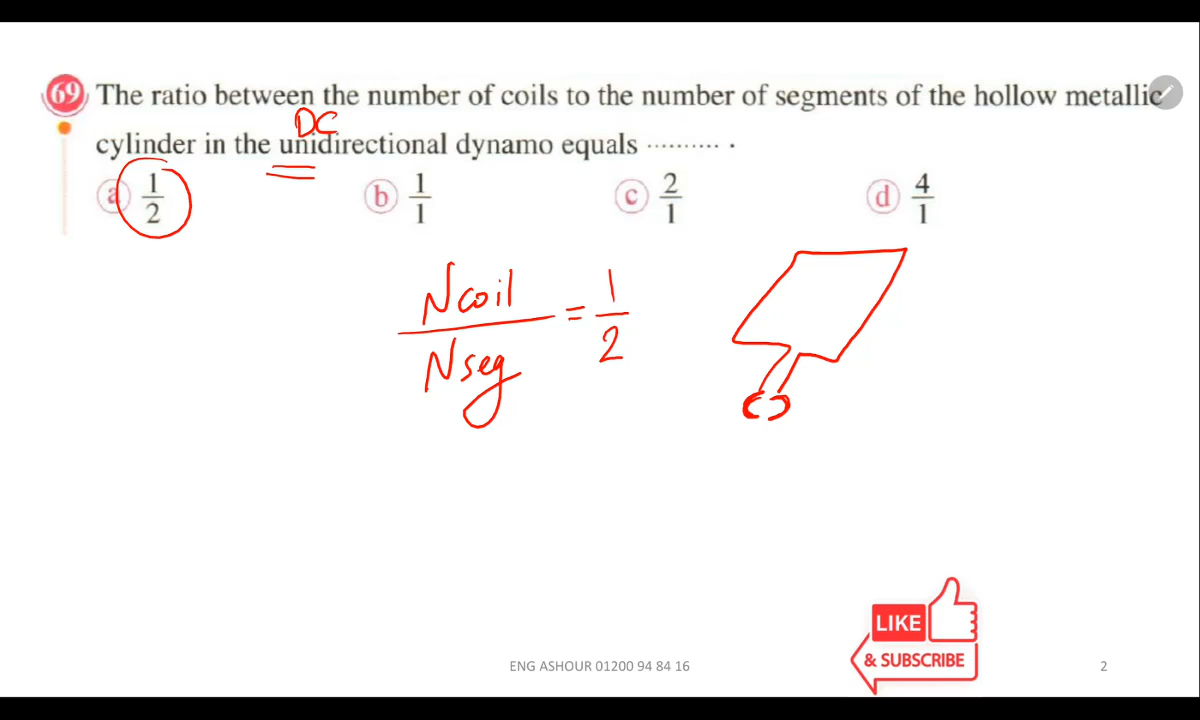 69 The ratio between the number of coils to the number of segments of the hollow metallic
DC
cylinder in the unidirectional dynamo equals .......... .
a 1/2 b 1/1 c 2/1 d 4/1
Ncoil/Nseg = 1/2
LIKE
& SUBSCRIBE
ENG ASHOUR 01200 94 84 16
2